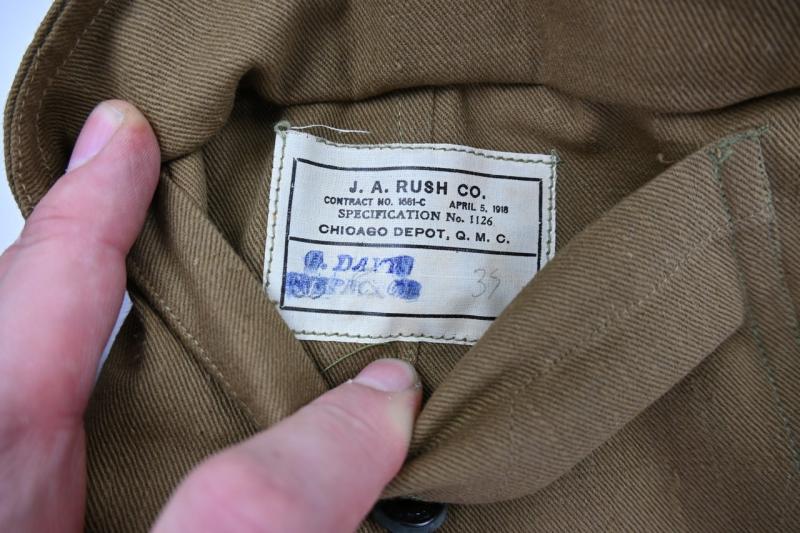 J. A. RUSH CO.
CONTRACT NO. 1661-C APRIL 5, 1918
SPECIFICATION No. 1126
CHICAGO DEPOT, Q. M. C.
35